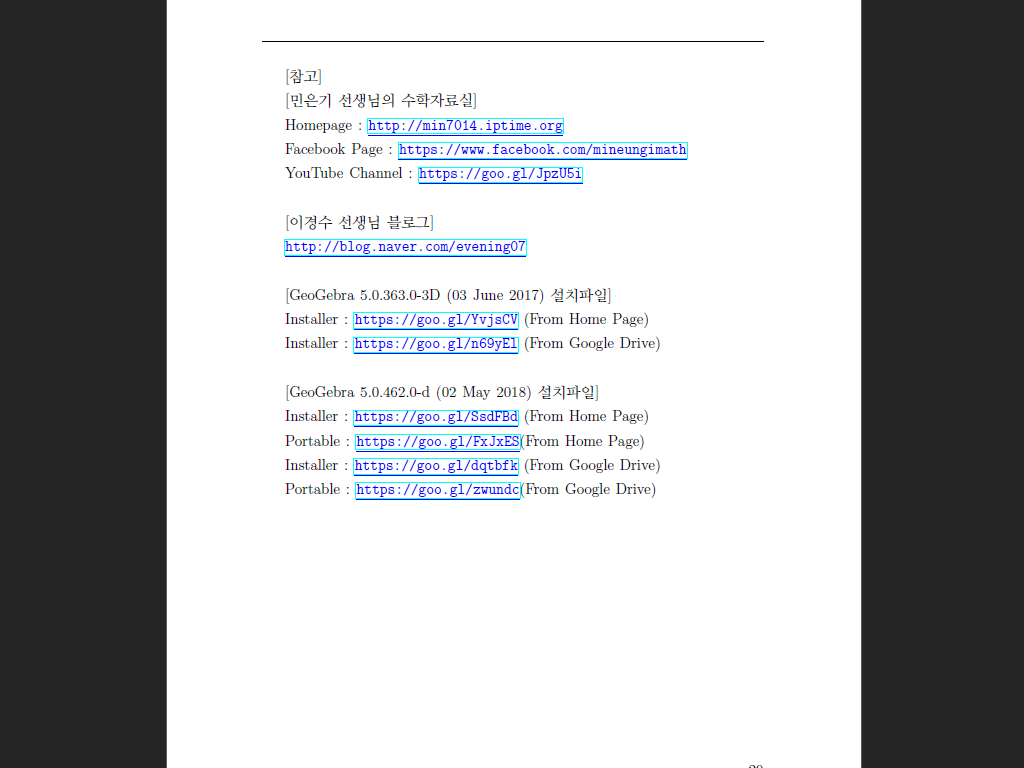 [참고]
[민은기 선생님의 수학자료실]
Homepage : http://min7014.iptime.org
Facebook Page : https://www.facebook.com/mineungimath
YouTube Channel : https://goo.gl/JpzU5i
[이경수 선생님 블로그]
http://blog.naver.com/evening07
[GeoGebra 5.0.363.0-3D (03 June 2017) 설치파일]
Installer : https://goo.gl/YvjsCV (From Home Page)
Installer : https://goo.gl/n69yEl (From Google Drive)
[GeoGebra 5.0.462.0-d (02 May 2018) 설치파일]
Installer : https://goo.gl/SsdFBd (From Home Page)
Portable : https://goo.gl/FxJxES(From Home Page)
Installer : https://goo.gl/dqtbfk (From Google Drive)
Portable : https://goo.gl/zwundc(From Google Drive)